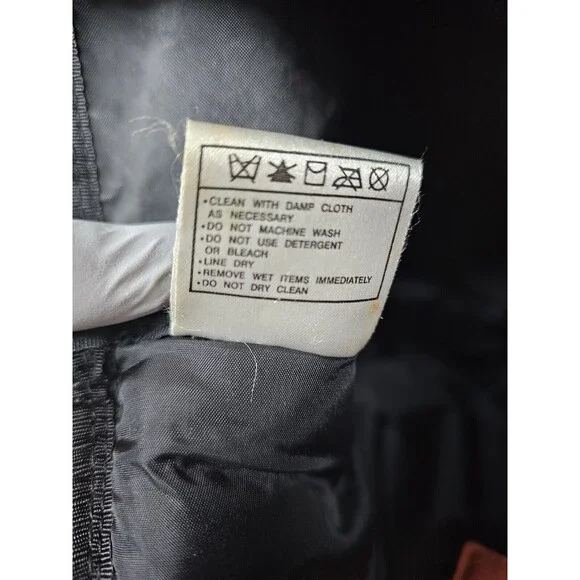 •CLEAN WITH DAMP CLOTH
AS NECESSARY
•DO NOT MACHINE WASH
•DO NOT USE DETERGENT
OR BLEACH
•LINE DRY
•REMOVE WET ITEMS IMMEDIATELY
•DO NOT DRY CLEAN